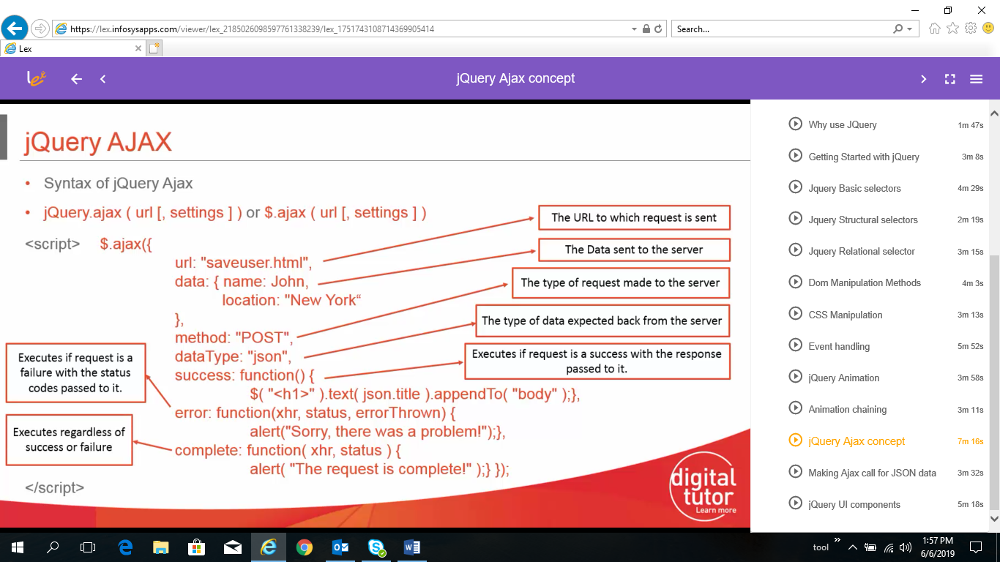 https://lex.infosysapps.com/viewer/lex_2185026098597761338239/lex_1751743108714369905414
Search...
Lex
lex
jQuery Ajax concept
jQuery AJAX
• Syntax of jQuery Ajax
• jQuery.ajax ( url [, settings ] ) or $.ajax ( url [, settings ] )
<script> $.ajax({
url: "saveuser.html",
data: { name: John,
location: "New York“
},
method: "POST",
dataType: "json",
success: function() {
$( "<h1>" ).text( json.title ).appendTo( "body" );},
error: function(xhr, status, errorThrown) {
alert("Sorry, there was a problem!");},
complete: function( xhr, status ) {
alert( "The request is complete!" );} });
</script>
The URL to which request is sent
The Data sent to the server
The type of request made to the server
The type of data expected back from the server
Executes if request is a success with the response
passed to it.
Executes if request is a
failure with the status
codes passed to it.
Executes regardless of
success or failure
digital
tutor
Learn more
Why use JQuery 1m 47s
Getting Started with jQuery 3m 8s
Jquery Basic selectors 4m 29s
Jquery Structural selectors 2m 19s
Jquery Relational selector 3m 15s
Dom Manipulation Methods 4m 3s
CSS Manipulation 3m 13s
Event handling 5m 52s
jQuery Animation 3m 58s
Animation chaining 3m 11s
jQuery Ajax concept 7m 16s
Making Ajax call for JSON data 3m 32s
jQuery UI components 5m 18s
tool
1:57 PM
6/6/2019